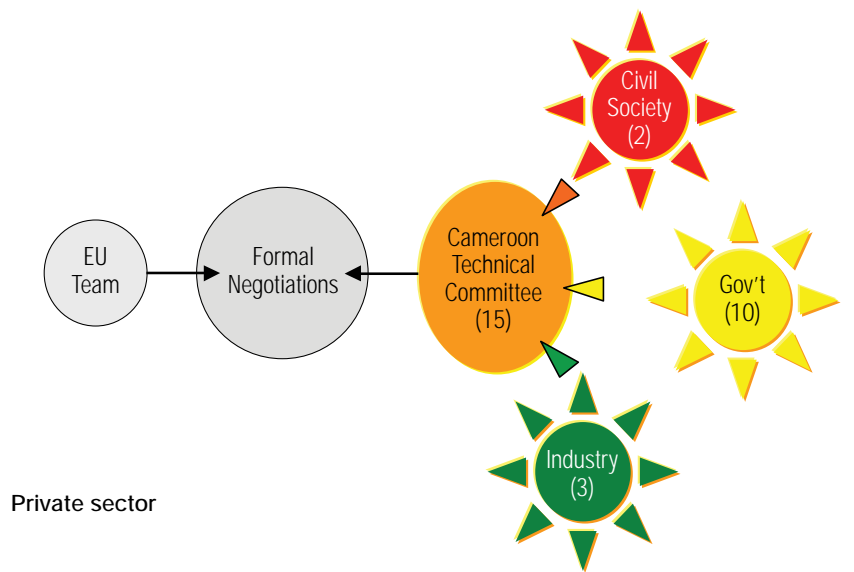 Civil
Society
(2)
EU
Team
Formal
Negotiations
Cameroon
Technical
Committee
(15)
Gov't
(10)
Industry
(3)
Private sector